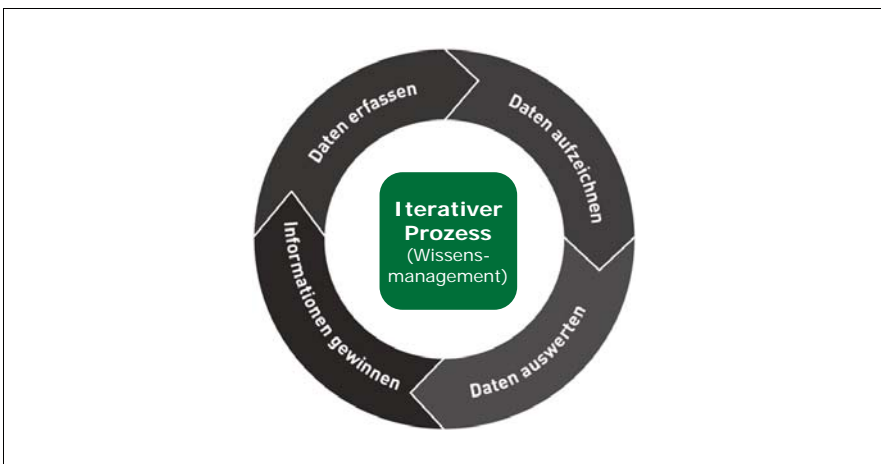 Daten erfassen
Daten aufzeichnen
Daten auswerten
Informationen gewinnen
Iterativer
Prozess
(Wissens-
management)